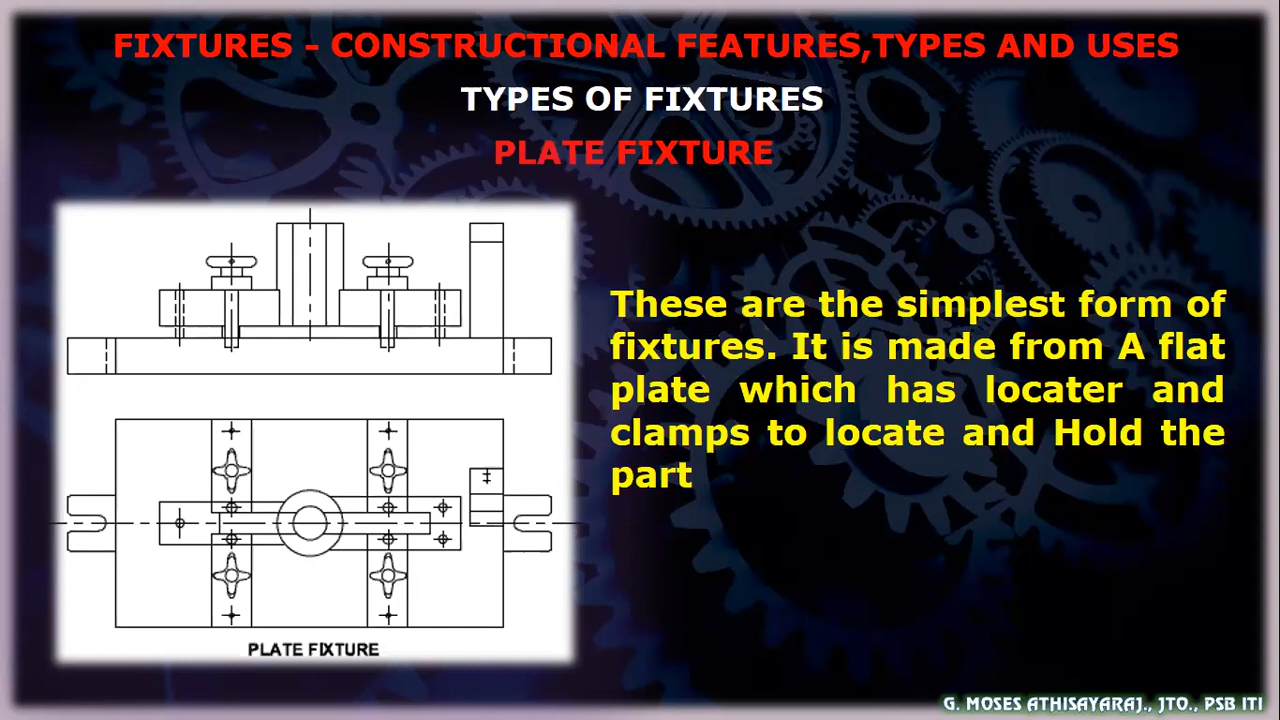 FIXTURES - CONSTRUCTIONAL FEATURES,TYPES AND USES
TYPES OF FIXTURES
PLATE FIXTURE
These are the simplest form of
fixtures. It is made from A flat
plate which has locater and
clamps to locate and Hold the
part
PLATE FIXTURE
G. MOSES ATHISAYARAJ., JTO., PSB ITI